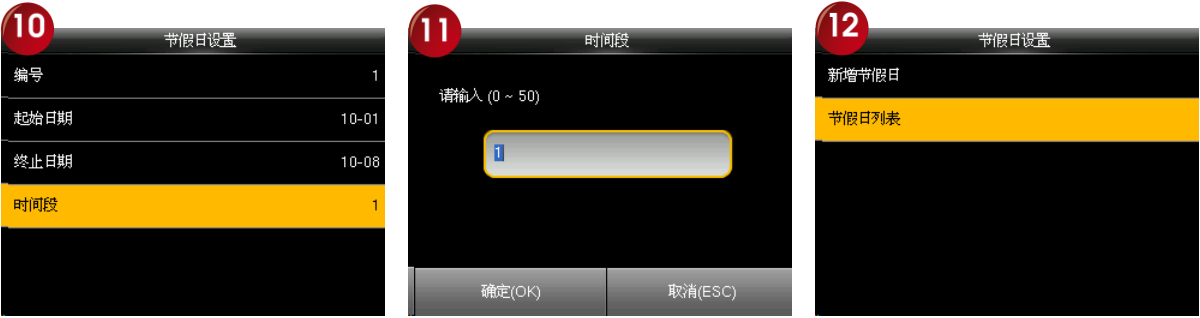 10
节假日设置
编号 1
起始日期 10-01
终止日期 10-08
时间段 1
11
时间段
请输入 (0 ~ 50)
1
确定(OK) 取消(ESC)
12
节假日设置
新增节假日
节假日列表